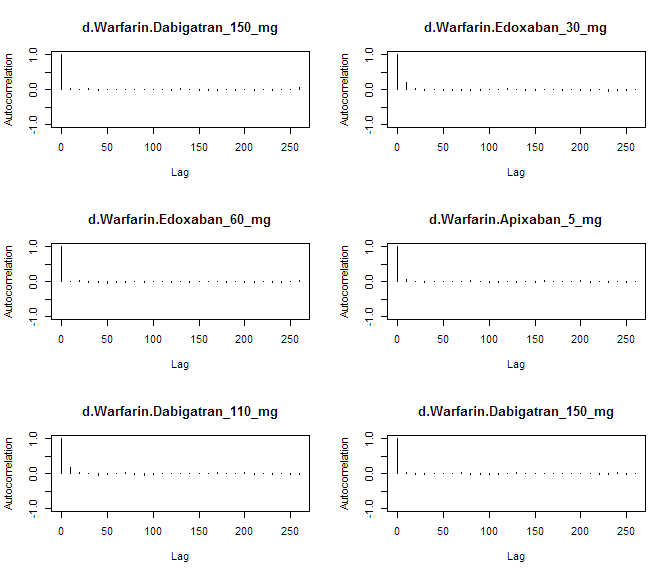 d.Warfarin.Dabigatran_150_mg
Autocorrelation
1.0
0.0
-1.0
0 50 100 150 200 250
Lag
d.Warfarin.Edoxaban_30_mg
Autocorrelation
1.0
0.0
-1.0
0 50 100 150 200 250
Lag
d.Warfarin.Edoxaban_60_mg
Autocorrelation
1.0
0.0
-1.0
0 50 100 150 200 250
Lag
d.Warfarin.Apixaban_5_mg
Autocorrelation
1.0
0.0
-1.0
0 50 100 150 200 250
Lag
d.Warfarin.Dabigatran_110_mg
Autocorrelation
1.0
0.0
-1.0
0 50 100 150 200 250
Lag
d.Warfarin.Dabigatran_150_mg
Autocorrelation
1.0
0.0
-1.0
0 50 100 150 200 250
Lag